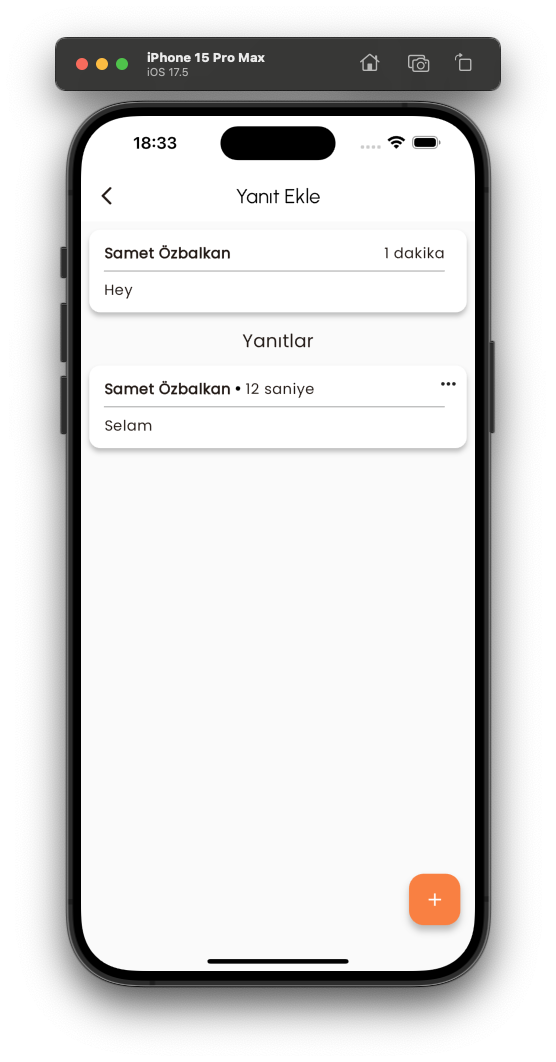 iPhone 15 Pro Max
iOS 17.5
18:33
Yanıt Ekle
Samet Özbalkan 1 dakika
Hey
Yanıtlar
Samet Özbalkan • 12 saniye
Selam